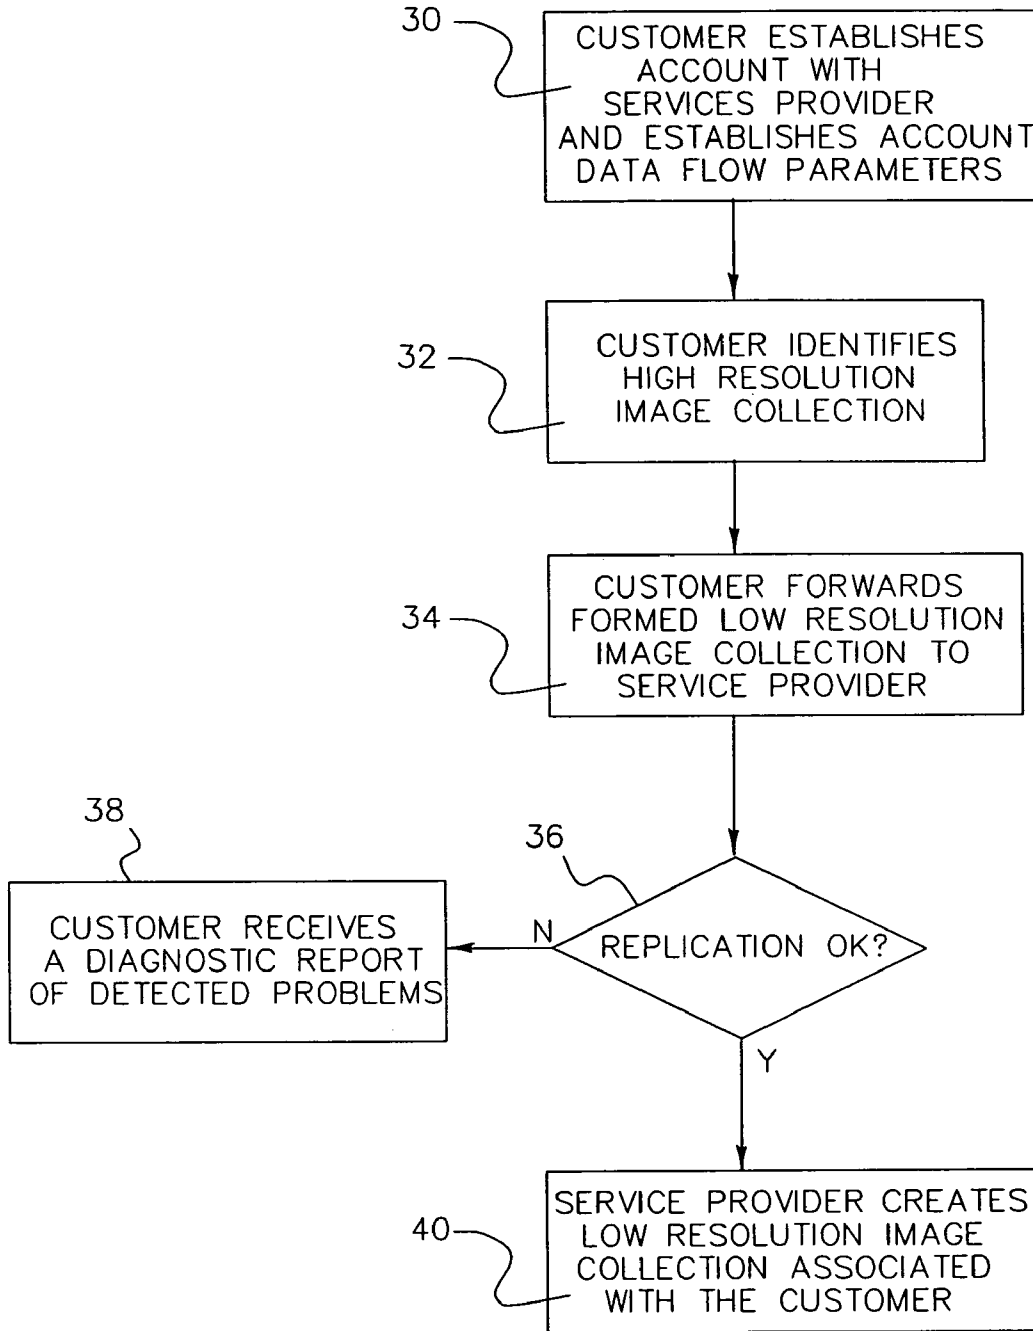 30
CUSTOMER ESTABLISHES
ACCOUNT WITH
SERVICES PROVIDER
AND ESTABLISHES ACCOUNT
DATA FLOW PARAMETERS
32
CUSTOMER IDENTIFIES
HIGH RESOLUTION
IMAGE COLLECTION
34
CUSTOMER FORWARDS
FORMED LOW RESOLUTION
IMAGE COLLECTION TO
SERVICE PROVIDER
36
REPLICATION OK?
N
38
CUSTOMER RECEIVES
A DIAGNOSTIC REPORT
OF DETECTED PROBLEMS
Y
40
SERVICE PROVIDER CREATES
LOW RESOLUTION IMAGE
COLLECTION ASSOCIATED
WITH THE CUSTOMER